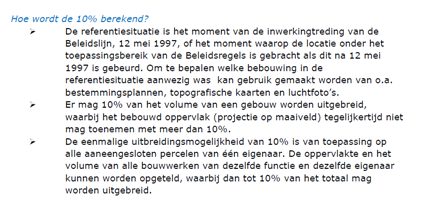 Hoe wordt de 10% berekend?
➢ De referentiesituatie is het moment van de inwerkingtreding van de
Beleidslijn, 12 mei 1997, of het moment waarop de locatie onder het
toepassingsbereik van de Beleidsregels is gebracht als dit na 12 mei
1997 is gebeurd. Om te bepalen welke bebouwing in de
referentiesituatie aanwezig was kan gebruik gemaakt worden van o.a.
bestemmingsplannen, topografische kaarten en luchtfoto's.
➢ Er mag 10% van het volume van een gebouw worden uitgebreid,
waarbij het bebouwd oppervlak (projectie op maaiveld) tegelijkertijd niet
mag toenemen met meer dan 10%.
➢ De eenmalige uitbreidingsmogelijkheid van 10% is van toepassing op
alle aaneengesloten percelen van één eigenaar. De oppervlakte en het
volume van alle bouwwerken van dezelfde functie en dezelfde eigenaar
kunnen worden opgeteld, waarbij dan tot 10% van het totaal mag
worden uitgebreid.